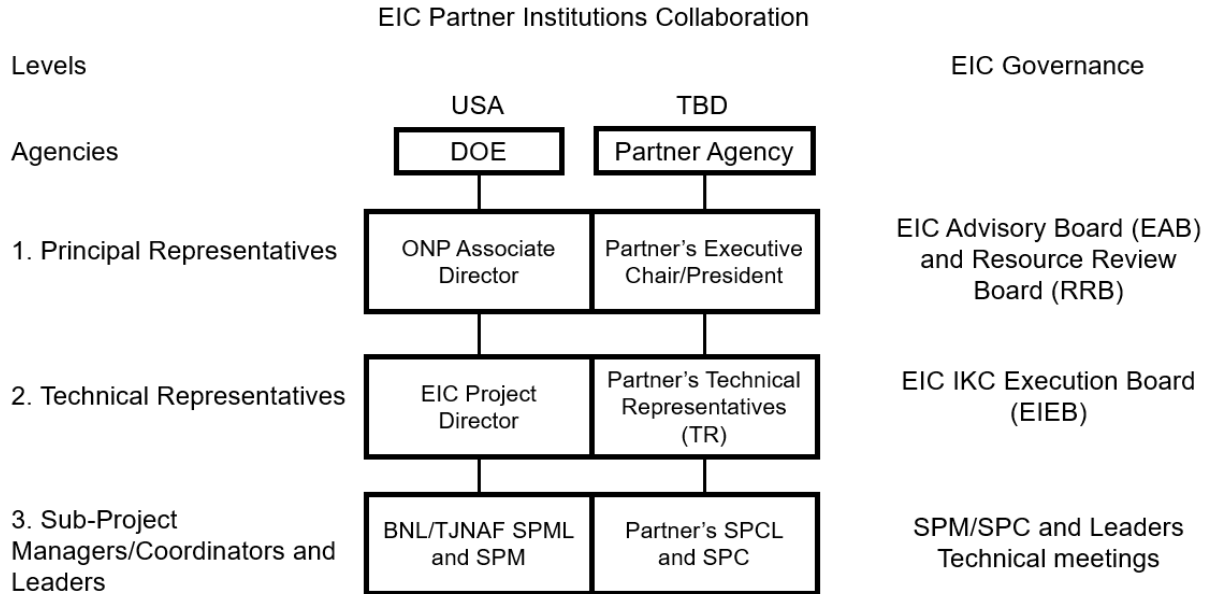 EIC Partner Institutions Collaboration
Levels
EIC Governance
USA
TBD
Agencies
DOE
Partner Agency
1. Principal Representatives
ONP Associate
Director
Partner's Executive
Chair/President
EIC Advisory Board (EAB)
and Resource Review
Board (RRB)
2. Technical Representatives
EIC Project
Director
Partner's Technical
Representatives
(TR)
EIC IKC Execution Board
(EIEB)
3. Sub-Project
Managers/Coordinators and
Leaders
BNL/TJNAF SPML
and SPM
Partner's SPCL
and SPC
SPM/SPC and Leaders
Technical meetings